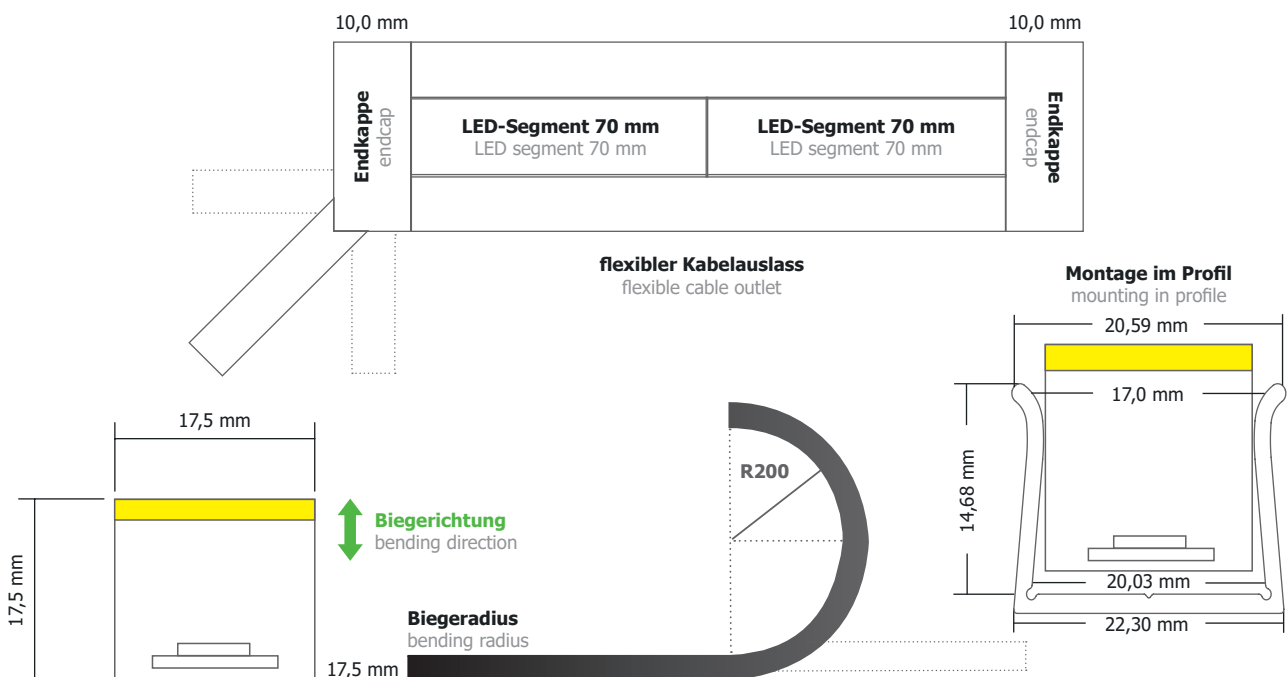 10,0 mm
10,0 mm
Endkappe
endcap
LED-Segment 70 mm
LED segment 70 mm
LED-Segment 70 mm
LED segment 70 mm
Endkappe
endcap
flexibler Kabelauslass
flexible cable outlet
Montage im Profil
mounting in profile
20,59 mm
17,0 mm
14,68 mm
20,03 mm
22,30 mm
17,5 mm
17,5 mm
Biegerichtung
bending direction
R200
Biegeradius
bending radius
17,5 mm